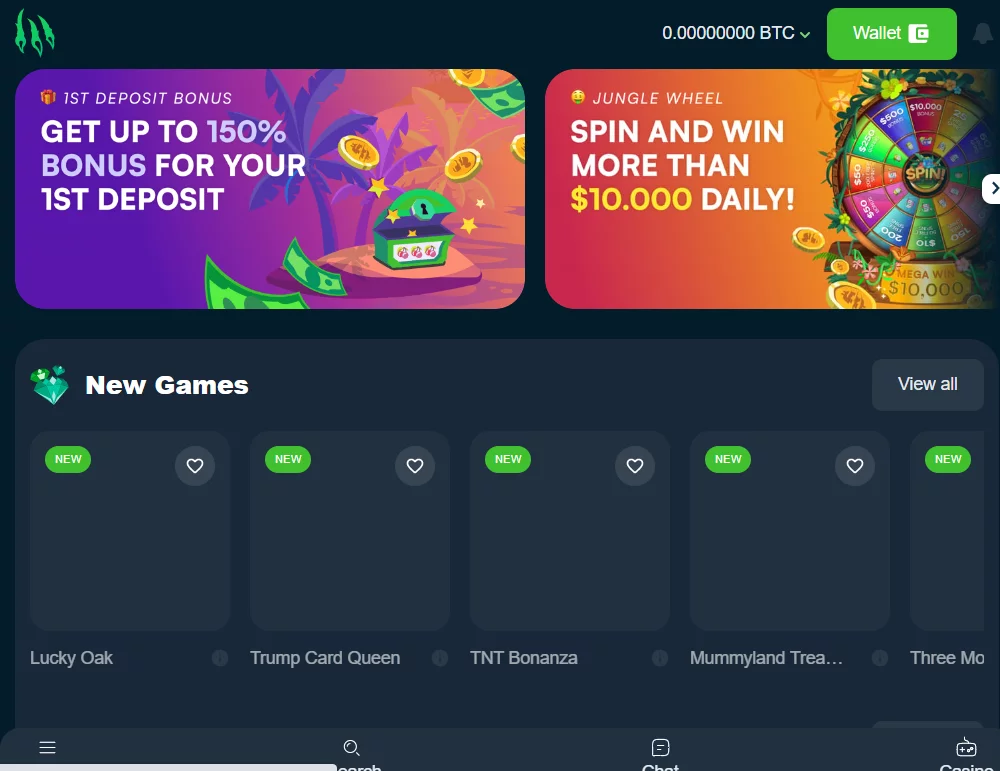 0.00000000 BTC
Wallet
1ST DEPOSIT BONUS
GET UP TO 150%
BONUS FOR YOUR
1ST DEPOSIT
JUNGLE WHEEL
SPIN AND WIN
MORE THAN
$10.000 DAILY!
$500
$10.000
BONUS
$250
$50
$50
200
$10
SPIN!
MEGA WIN
$10,000
New Games
View all
NEW
NEW
NEW
NEW
NEW
Lucky Oak
Trump Card Queen
TNT Bonanza
Mummyland Trea…
Three Mo
earch
Chat
Casino